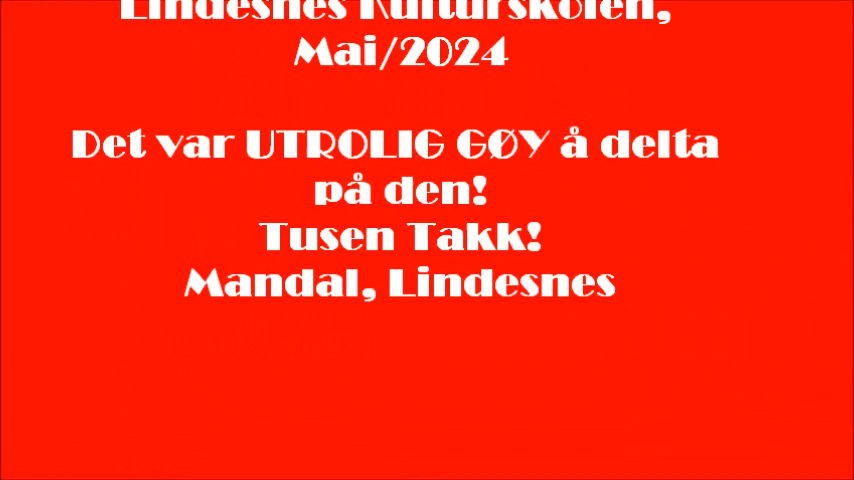 Lindesnes Kulturskolen,
Mai/2024
Det var UTROLIG GØY å delta
på den!
Tusen Takk!
Mandal, Lindesnes